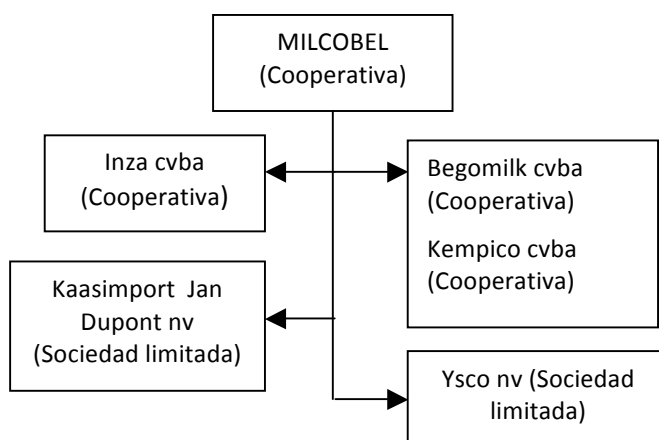 MILCOBEL
(Cooperativa)
Inza cvba
(Cooperativa)
Begomilk cvba
(Cooperativa)
Kempico cvba
(Cooperativa)
Kaasimport Jan
Dupont nv
(Sociedad limitada)
Ysco nv (Sociedad
limitada)